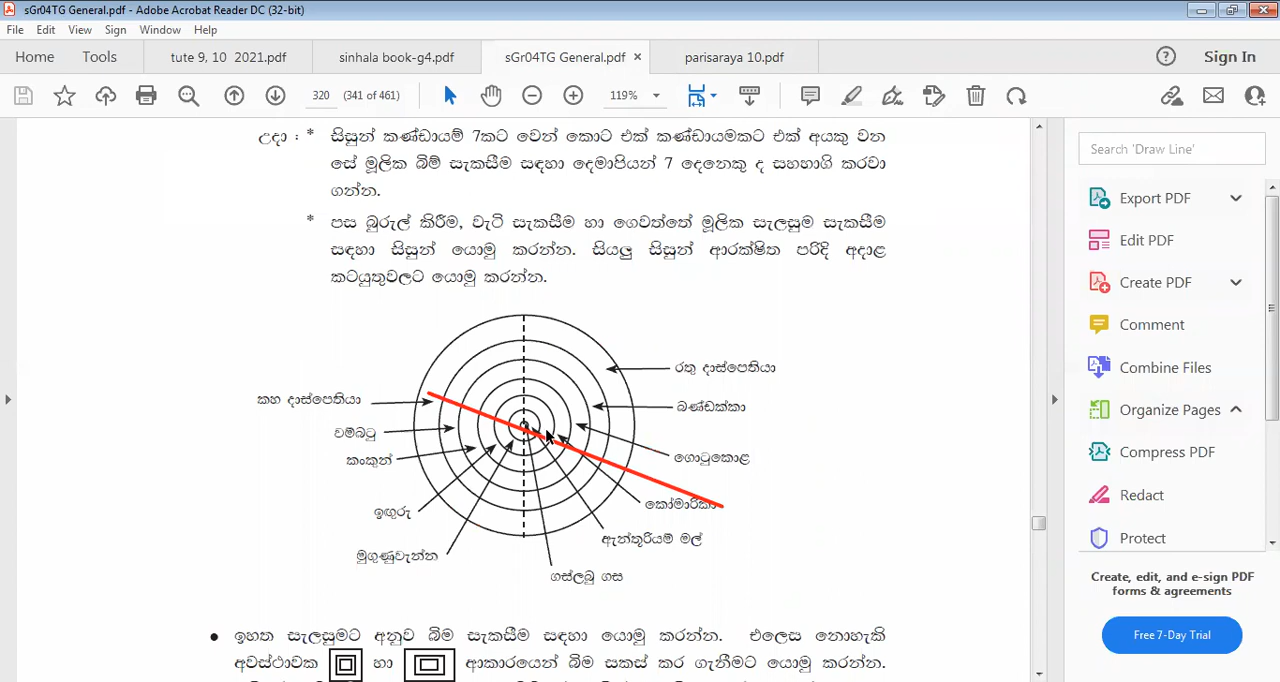 sGr04TG General.pdf - Adobe Acrobat Reader DC (32-bit)
File Edit View Sign Window Help
Home Tools tute 9, 10 2021.pdf sinhala book-g4.pdf sGr04TG General.pdf × parisaraya 10.pdf Sign In
320 (341 of 461) 119%
උදා : * සිසුන් කණ්ඩායම් 7කට වෙන් කොට එක් කණ්ඩායමකට එක් අයකු වන
සේ මූලික බිම් සැකසීම සඳහා දෙමාපියන් 7 දෙනෙකු ද සහභාගි කරවා
ගන්න.
* පස බුරුල් කිරීම, වැටි සැකසීම හා ගෙවත්තේ මූලික සැලසුම සැකසීම
සඳහා සිසුන් යොමු කරන්න. සියලු සිසුන් ආරක්ෂිත පරිදි අදාළ
කටයුතුවලට යොමු කරන්න.
රතු දාස්පෙතියා
කහ දාස්පෙතියා
බණ්ඩක්කා
වම්බටු
ගොටුකොළ
කංකුන්
කෝමාරිකා
ඉඟුරු
ඇන්තූරියම් මල්
මුගුණුවැන්න
ගස්ලබු ගස
• ඉහත සැලසුමට අනුව බිම සැකසීම සඳහා යොමු කරන්න. එලෙස නොහැකි
අවස්ථාවක හා ආකාරයෙන් බිම සකස් කර ගැනීමට යොමු කරන්න.
Search 'Draw Line'
Export PDF
Edit PDF
Create PDF
Comment
Combine Files
Organize Pages
Compress PDF
Redact
Protect
Create, edit, and e-sign PDF
forms & agreements
Free 7-Day Trial